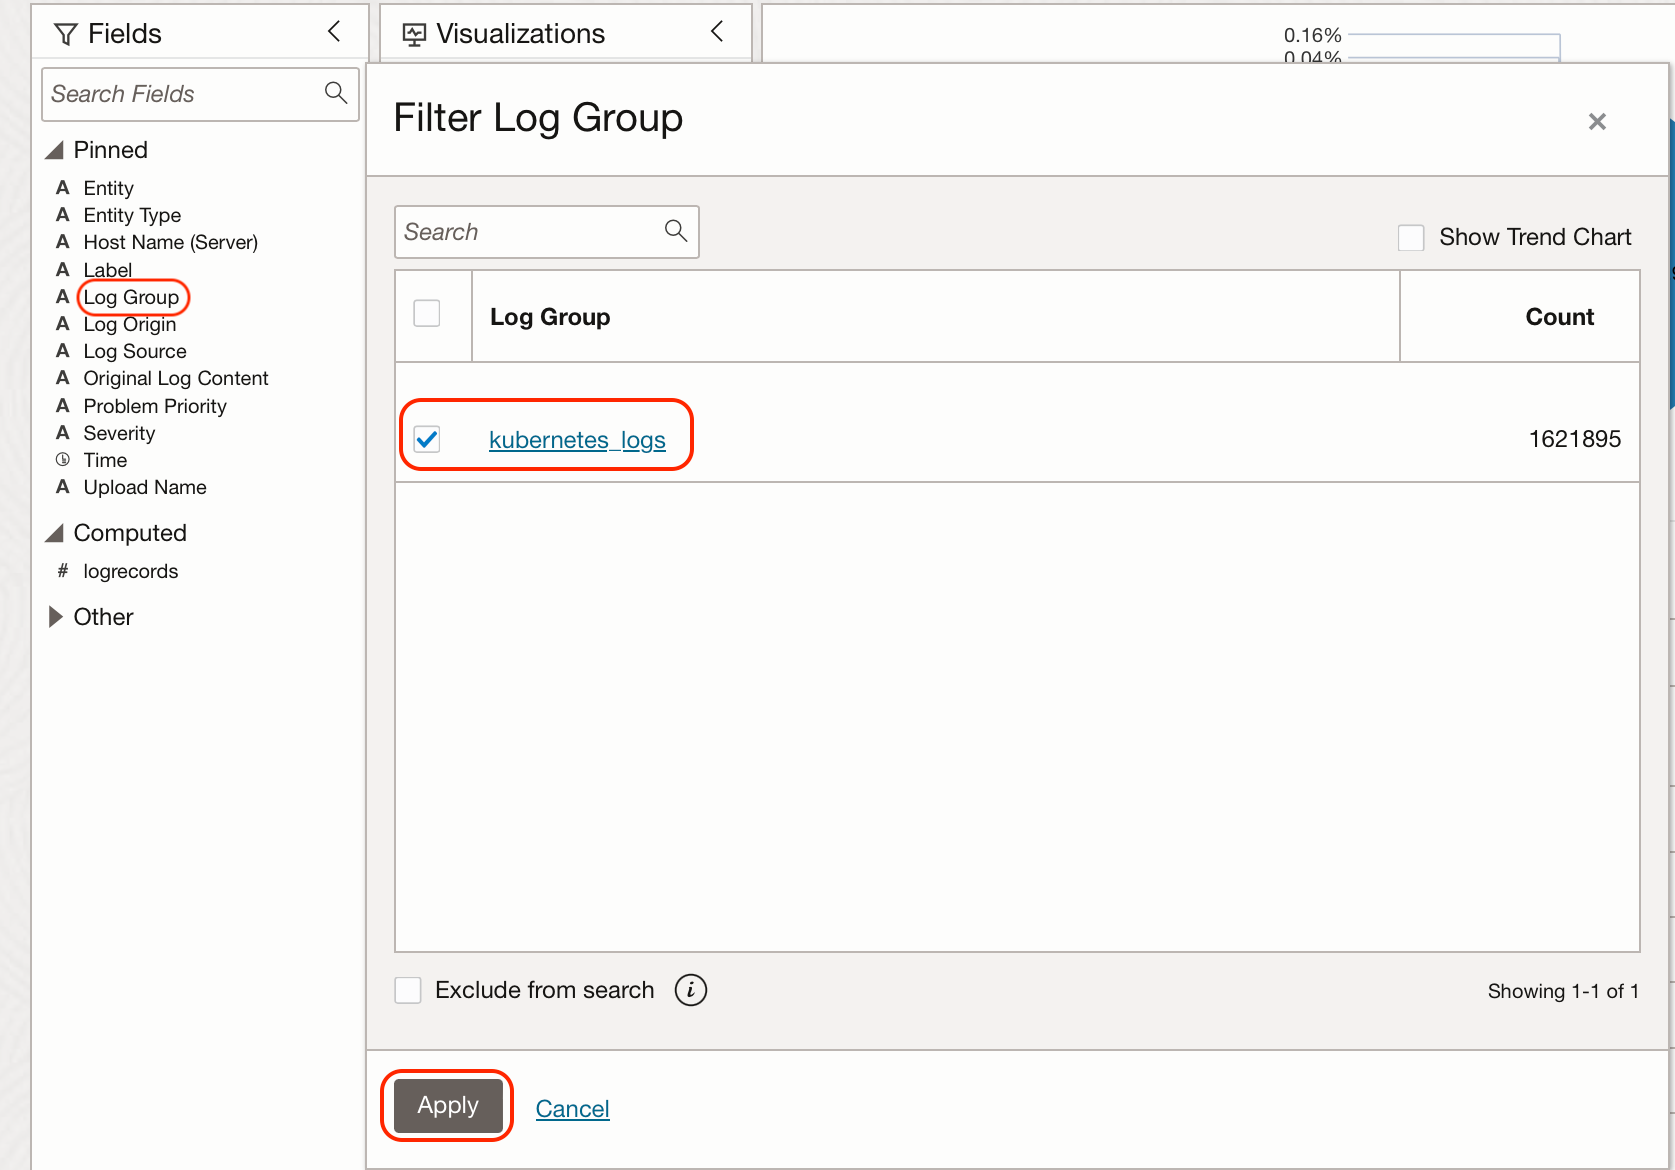 Fields
Search Fields
Pinned
A Entity
A Entity Type
A Host Name (Server)
A Label
A Log Group
A Log Origin
A Log Source
A Original Log Content
A Problem Priority
A Severity
Time
A Upload Name
Computed
# logrecords
Other
Visualizations
0.16%
0.04%
Filter Log Group
×
Search
Show Trend Chart
Log Group
Count
kubernetes_logs
1621895
Exclude from search
i
Showing 1-1 of 1
Apply
Cancel